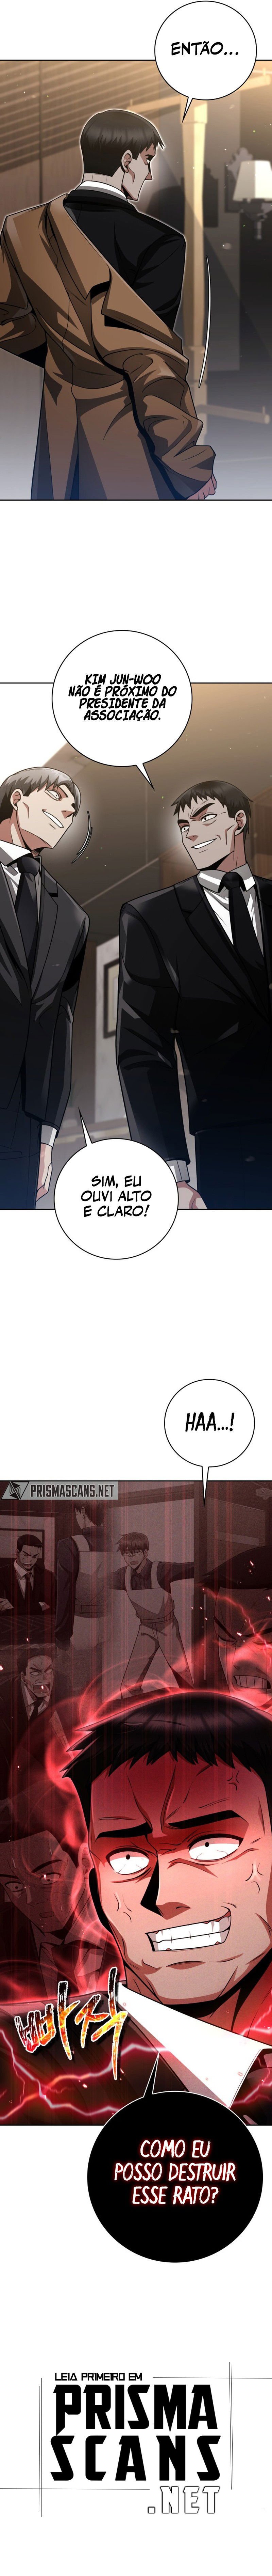 ENTÃO...
KIM JUN-WOO
NÃO É PRÓXIMO DO
PRESIDENTE DA
ASSOCIAÇÃO.
SIM, EU
OUVI ALTO
E CLARO!
HAA...!
PRISMASCANS.NET
빠직
COMO EU
POSSO DESTRUIR
ESSE RATO?
LEIA PRIMEIRO EM
PRISMA
SCANS
.NET